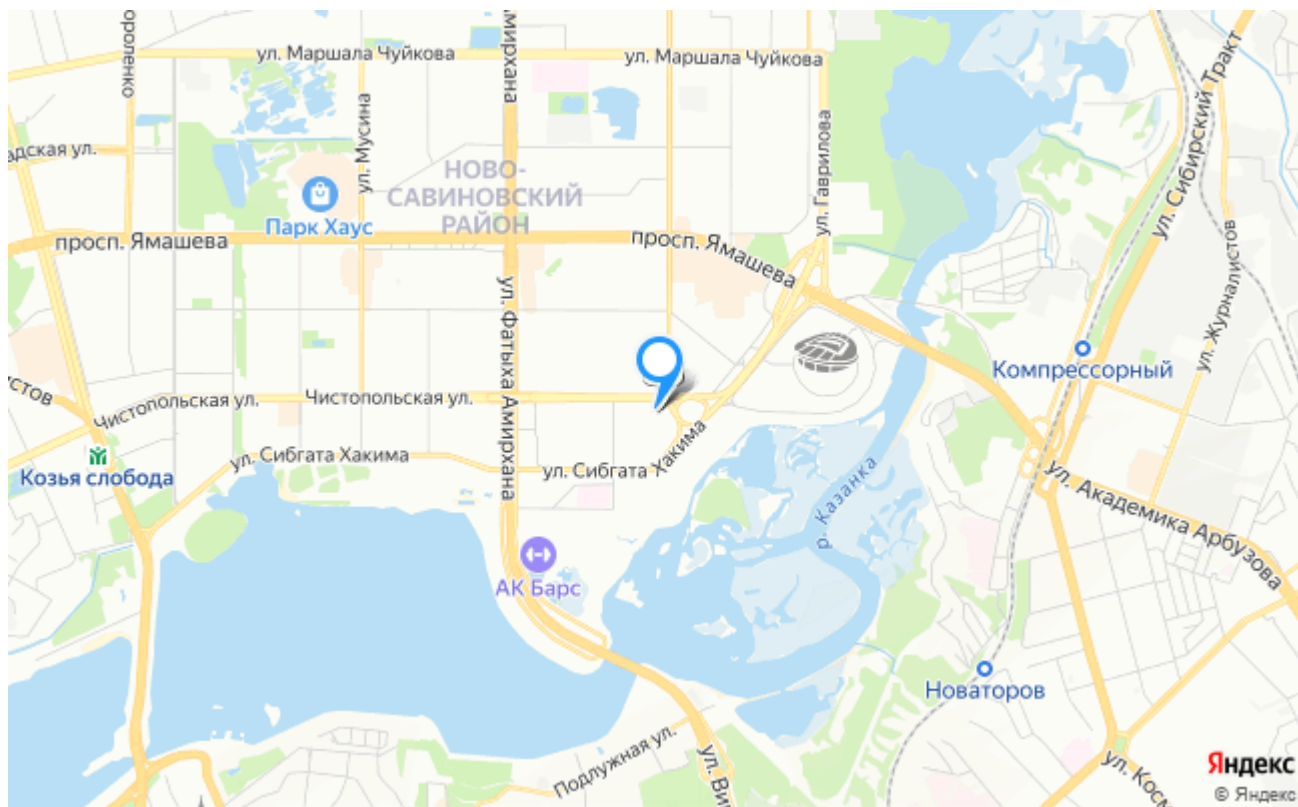 ороленко
ул. Маршала Чуйкова
ул. Маршала Чуйкова
Амирхана
ул. Мусина
адская ул.
ул. Гаврилова
ул. Сибирский Тракт
НОВО-
САВИНОВСКИЙ
РАЙОН
Парк Хаус
просп. Ямашева
просп. Ямашева
ул. Журналистов
ул. Фатыха Амирхана
Компрессорный
истов
Чистопольская ул.
Чистопольская ул.
Козья слобода
ул. Сибгата Хакима
ул. Сибгата Хакима
р. Казанка
ул. Академика Арбузова
АК Барс
Новаторов
Подлужная ул.
ул. Ви
ул. Кос
Яндекс
© Яндекс